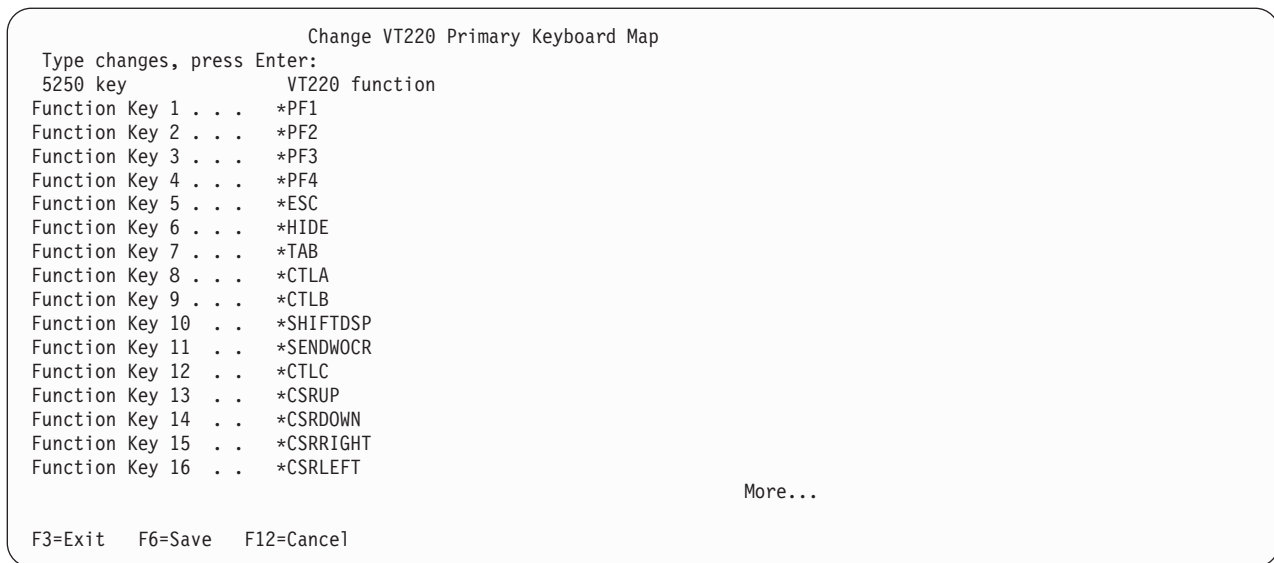 Change VT220 Primary Keyboard Map
Type changes, press Enter:
5250 key VT220 function
Function Key 1 . . . *PF1
Function Key 2 . . . *PF2
Function Key 3 . . . *PF3
Function Key 4 . . . *PF4
Function Key 5 . . . *ESC
Function Key 6 . . . *HIDE
Function Key 7 . . . *TAB
Function Key 8 . . . *CTLA
Function Key 9 . . . *CTLB
Function Key 10 . . *SHIFTDSP
Function Key 11 . . *SENDWOCR
Function Key 12 . . *CTLC
Function Key 13 . . *CSRUP
Function Key 14 . . *CSRDOWN
Function Key 15 . . *CSRRIGHT
Function Key 16 . . *CSRLEFT
More...
F3=Exit F6=Save F12=Cancel